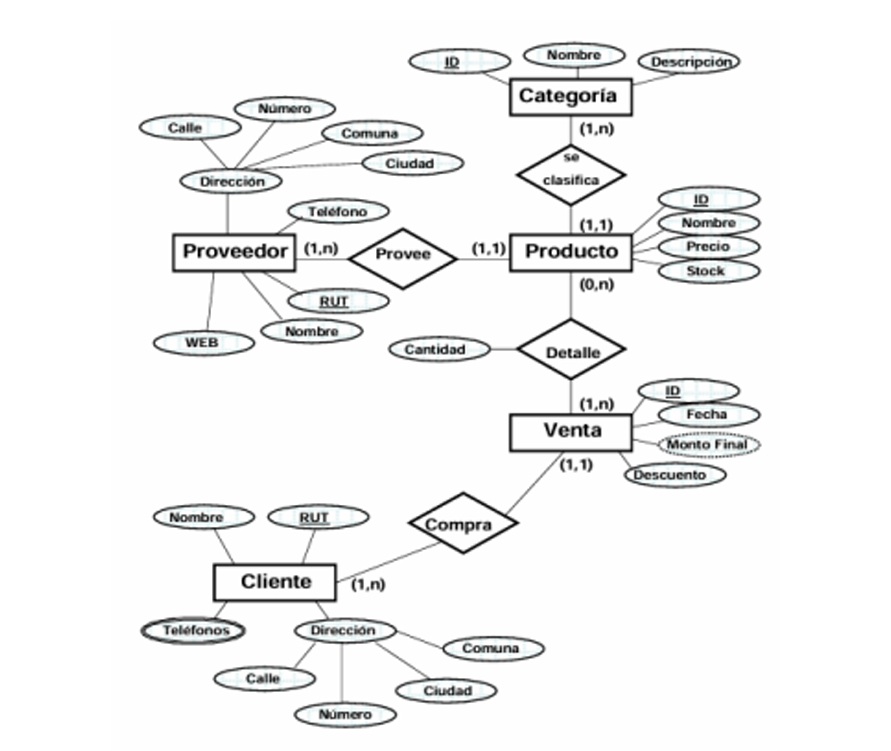 ID
Nombre
Descripción
Categoría
(1,n)
se
clasifica
Número
Calle
Comuna
Ciudad
Dirección
Teléfono
Proveedor
(1,n)
Provee
(1,1)
(1,1)
Producto
ID
Nombre
Precio
Stock
(0,n)
RUT
Nombre
WEB
Cantidad
Detalle
(1,n)
Venta
ID
Fecha
Monto Final
Descuento
(1,1)
Compra
Nombre
RUT
Cliente
(1,n)
Teléfonos
Dirección
Comuna
Calle
Ciudad
Número